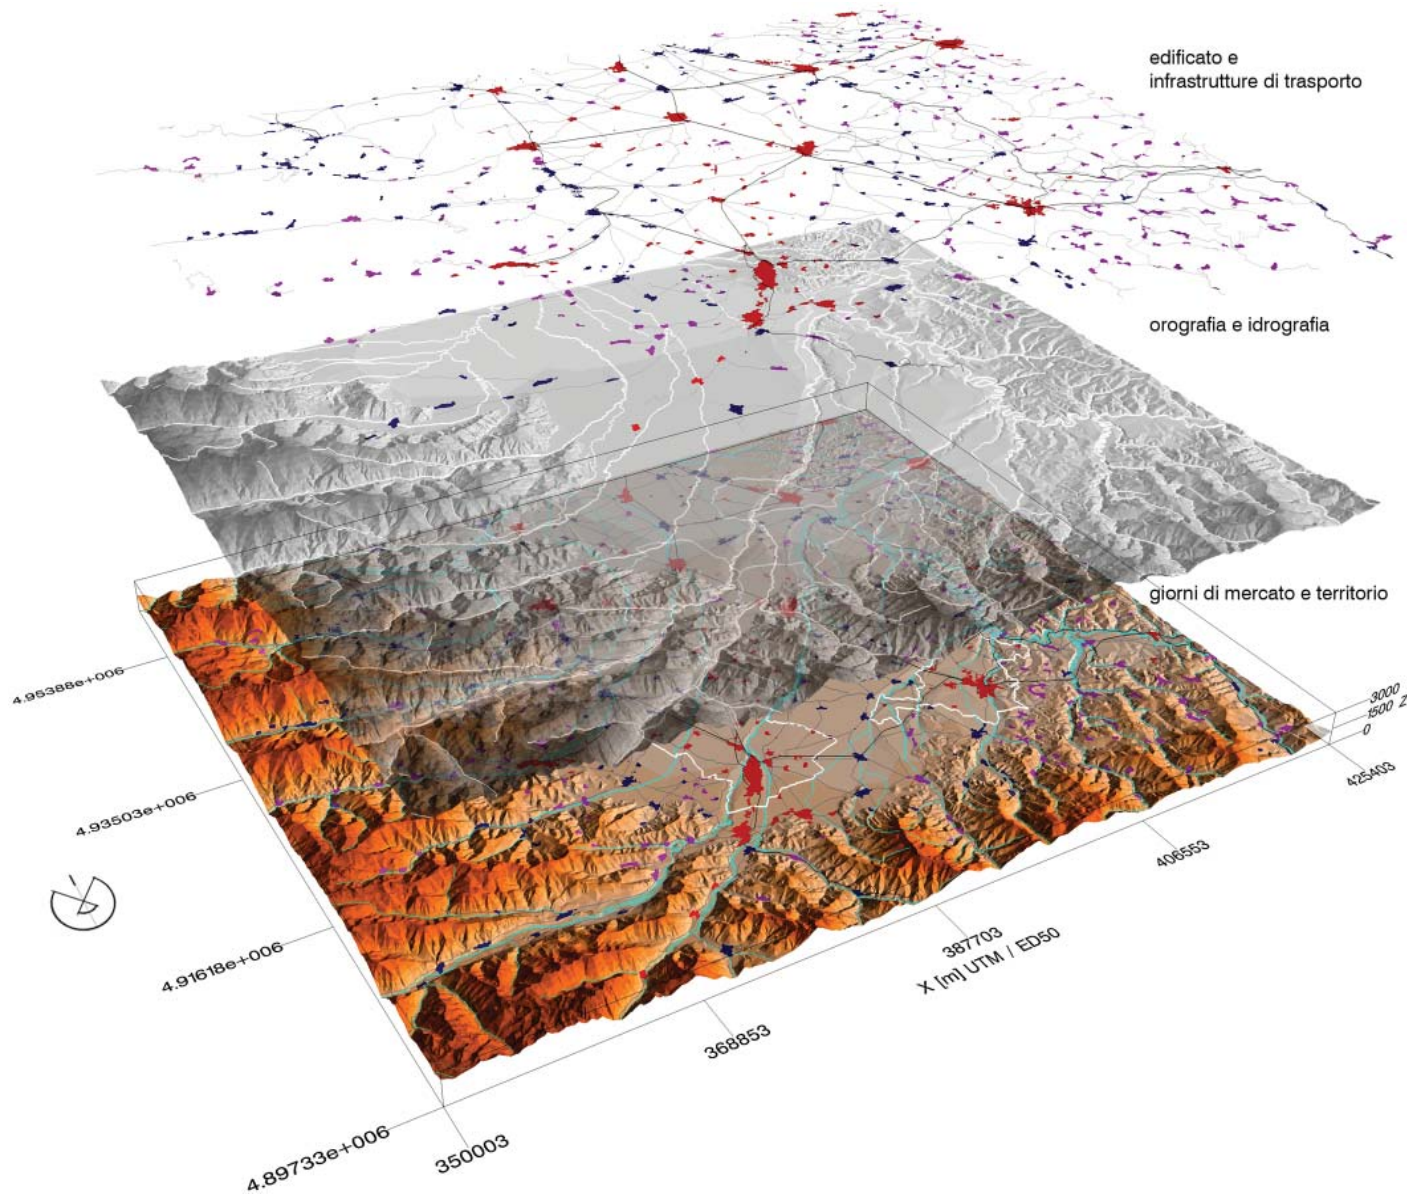 edificato e
infrastrutture di trasporto
orografia e idrografia
giorni di mercato e territorio
4.95388e+006
4.93503e+006
4.91618e+006
4.89733e+006
350003
368853
387703
X [m] UTM / ED50
406553
425403
3000
1500 Z
0